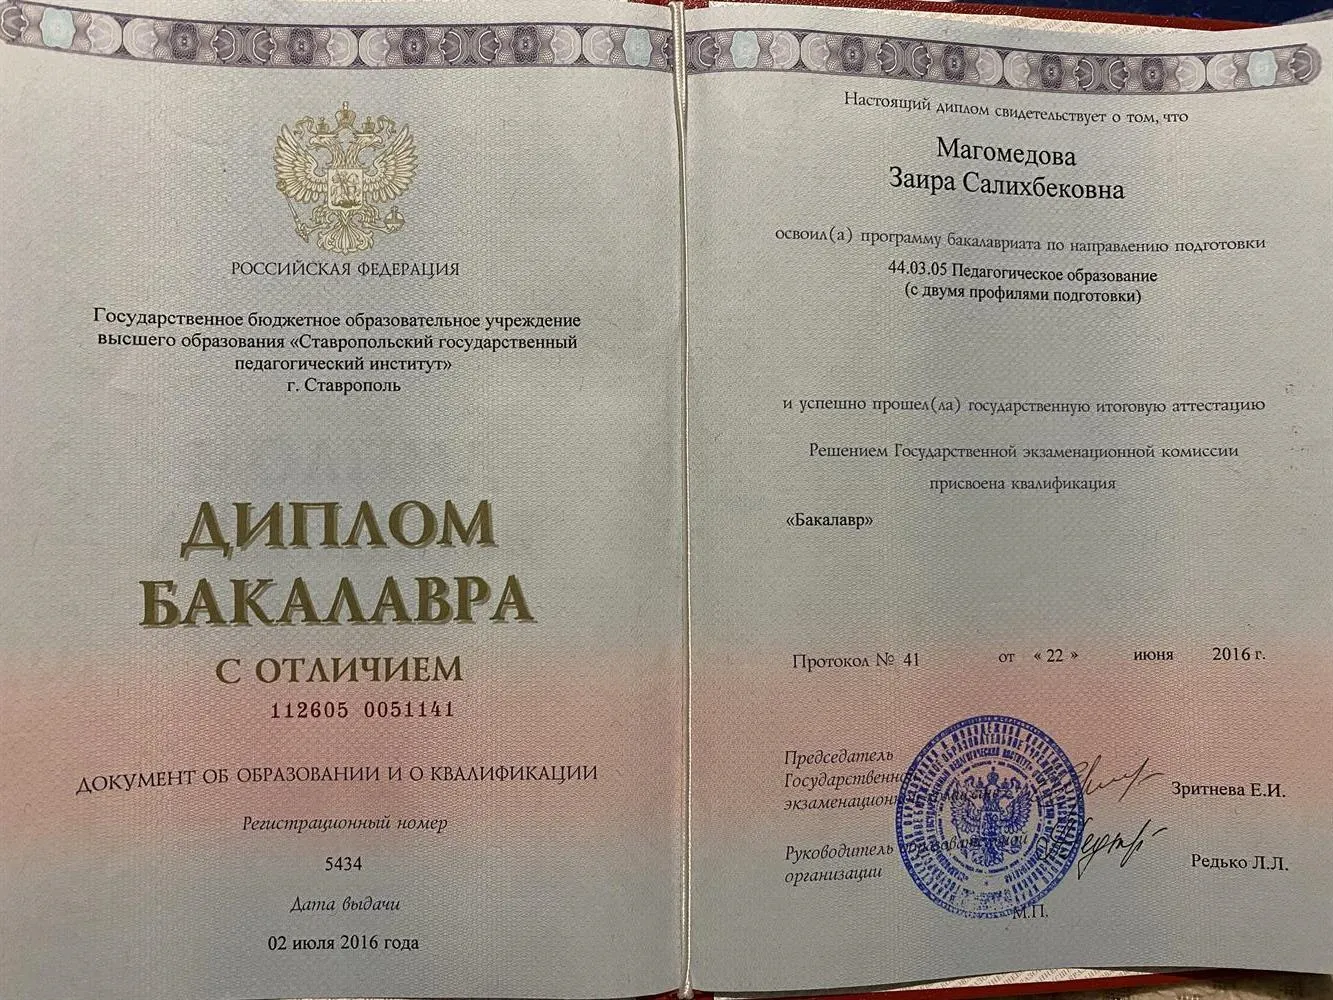 РОССИЙСКАЯ ФЕДЕРАЦИЯ
Государственное бюджетное образовательное учреждение
высшего образования «Ставропольский государственный
педагогический институт»
г. Ставрополь
ДИПЛОМ
БАКАЛАВРА
С ОТЛИЧИЕМ
112605 0051141
ДОКУМЕНТ ОБ ОБРАЗОВАНИИ И О КВАЛИФИКАЦИИ
Регистрационный номер
5434
Дата выдачи
02 июля 2016 года
Настоящий диплом свидетельствует о том, что
Магомедова
Заира Салихбековна
освоил(а) программу бакалавриата по направлению подготовки
44.03.05 Педагогическое образование
(с двумя профилями подготовки)
и успешно прошел(ла) государственную итоговую аттестацию
Решением Государственной экзаменационной комиссии
присвоена квалификация
«Бакалавр»
Протокол № 41 от « 22 » июня 2016 г.
Председатель
Государственной
экзаменационной
Зритнева Е.И.
Руководитель образовательной
организации
Редько Л.Л.
М.П.